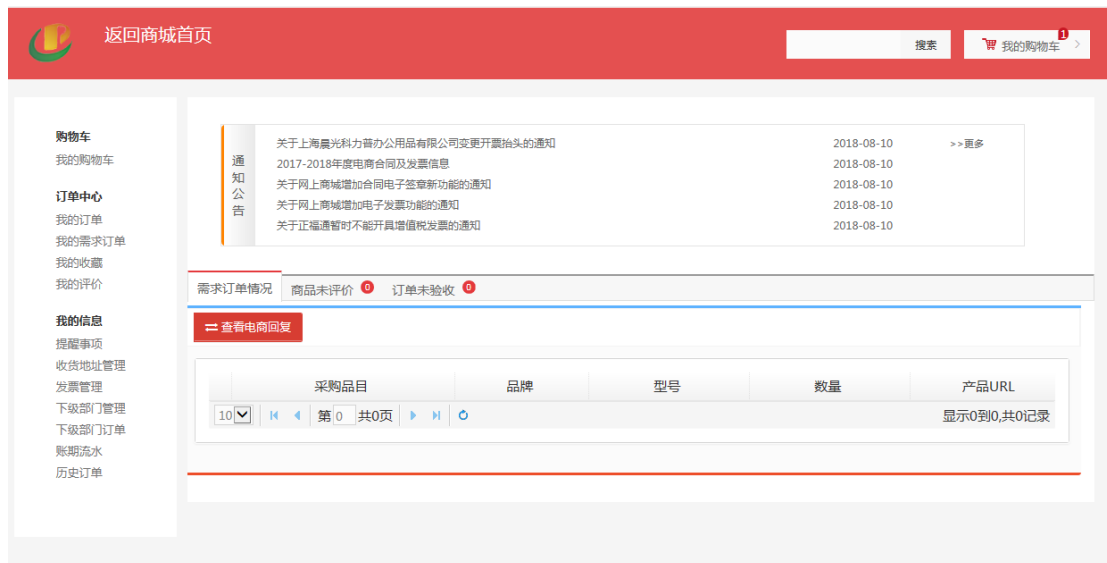 返回商城首页
搜索
我的购物车 1 >
购物车
我的购物车
订单中心
我的订单
我的需求订单
我的收藏
我的评价
我的信息
提醒事项
收货地址管理
发票管理
下级部门管理
下级部门订单
账期流水
历史订单
通知公告
关于上海晨光科力普办公用品有限公司变更开票抬头的通知 2018-08-10 >>更多
2017-2018年度电商合同及发票信息 2018-08-10
关于网上商城增加合同电子签章新功能的通知 2018-08-10
关于网上商城增加电子发票功能的通知 2018-08-10
关于正福通暂时不能开具增值税发票的通知 2018-08-10
需求订单情况 商品未评价 0 订单未验收 0
查看电商回复
采购品目 品牌 型号 数量 产品URL
10 第 0 共0页 显示0到0,共0记录